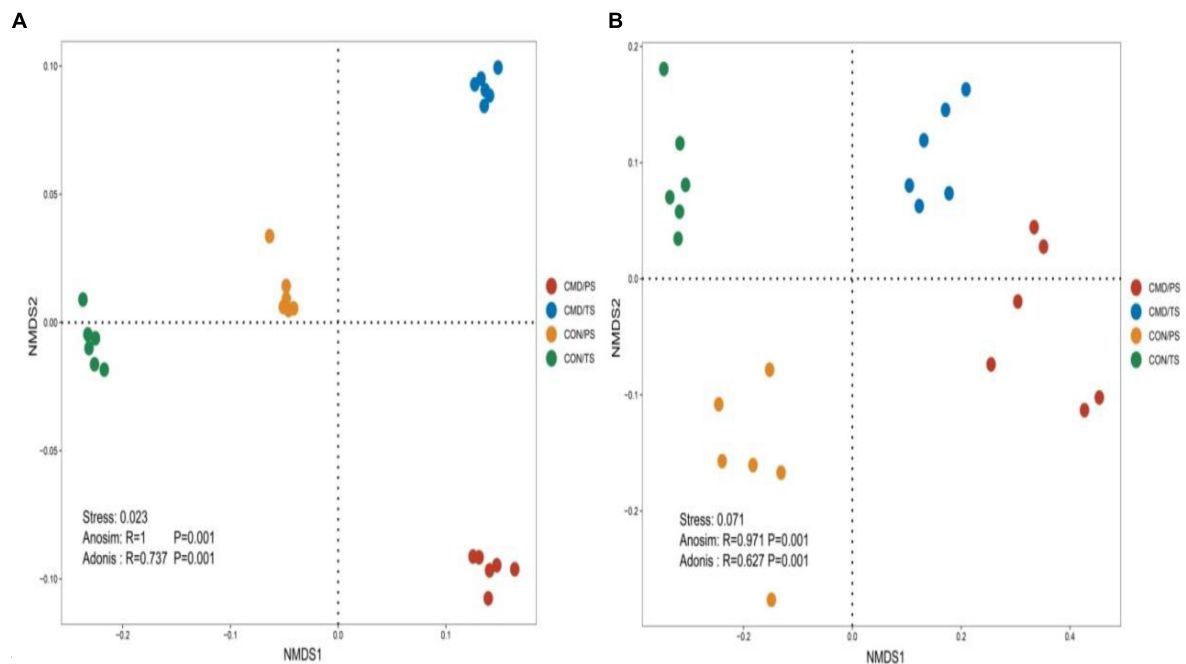 A
NMDS2
0.10
0.05
0.00
−0.05
−0.10
Stress: 0.023
Anosim: R=1 P=0.001
Adonis : R=0.737 P=0.001
−0.2
−0.1
0.0
0.1
NMDS1
CMD/PS
CMD/TS
CON/PS
CON/TS
B
NMDS2
0.2
0.1
0.0
−0.1
−0.2
Stress: 0.071
Anosim: R=0.971 P=0.001
Adonis: R=0.627 P=0.001
−0.2
0.0
0.2
0.4
NMDS1
CMD/PS
CMD/TS
CON/PS
CON/TS